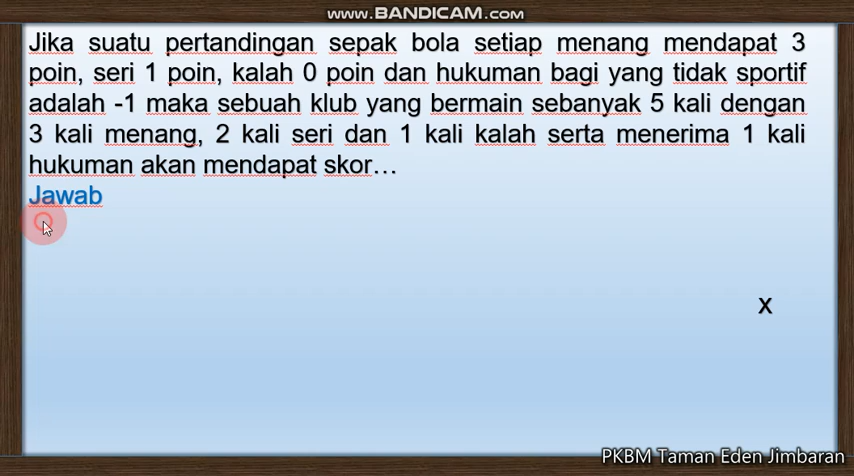 www.BANDICAM.com
Jika suatu pertandingan sepak bola setiap menang mendapat 3
poin, seri 1 poin, kalah 0 poin dan hukuman bagi yang tidak sportif
adalah -1 maka sebuah klub yang bermain sebanyak 5 kali dengan
3 kali menang, 2 kali seri dan 1 kali kalah serta menerima 1 kali
hukuman akan mendapat skor…
Jawab
x
PKBM Taman Eden Jimbaran